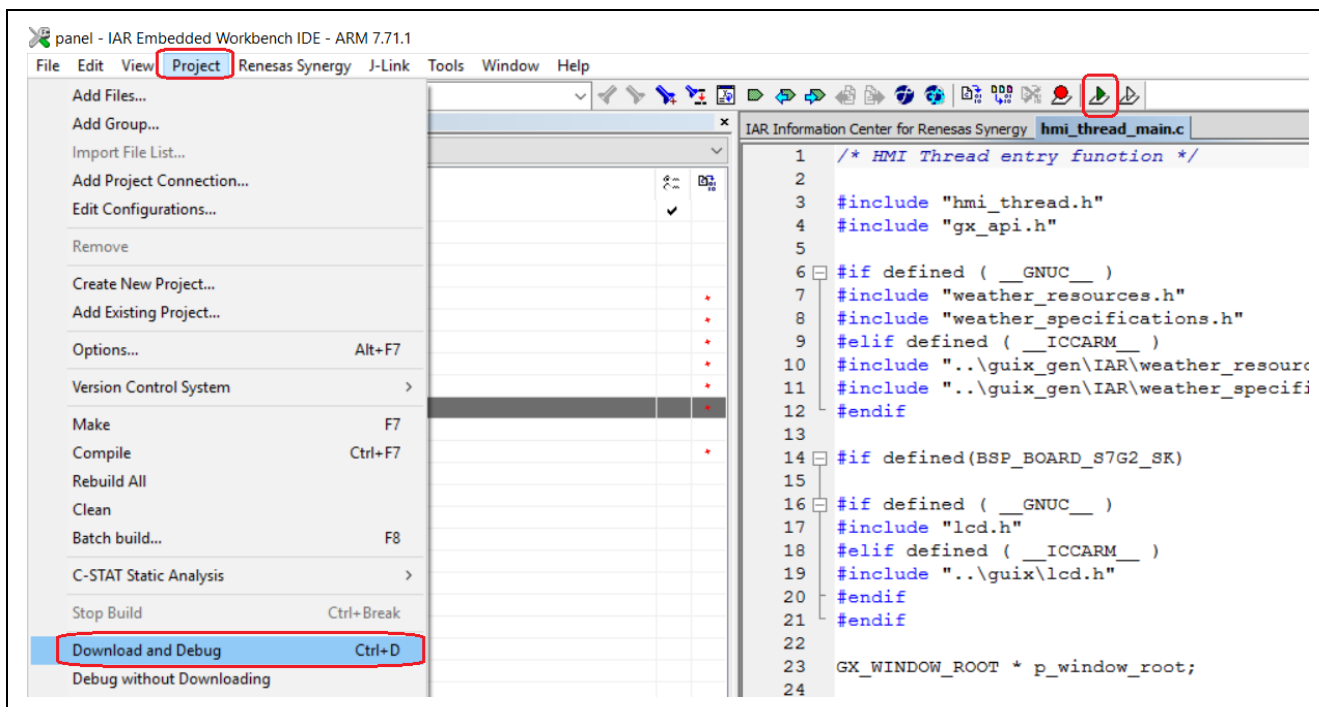 panel - IAR Embedded Workbench IDE - ARM 7.71.1
File Edit View Project Renesas Synergy J-Link Tools Window Help
Add Files...
Add Group...
Import File List...
Add Project Connection...
Edit Configurations...
Remove
Create New Project...
Add Existing Project...
Options... Alt+F7
Version Control System >
Make F7
Compile Ctrl+F7
Rebuild All
Clean
Batch build... F8
C-STAT Static Analysis >
Stop Build Ctrl+Break
Download and Debug Ctrl+D
Debug without Downloading
IAR Information Center for Renesas Synergy hmi_thread_main.c
1 /* HMI Thread entry function */
2
3 #include "hmi_thread.h"
4 #include "gx_api.h"
5
6 #if defined ( __GNUC__ )
7 #include "weather_resources.h"
8 #include "weather_specifications.h"
9 #elif defined ( __ICCARM__ )
10 #include "..\guix_gen\IAR\weather_resourc
11 #include "..\guix_gen\IAR\weather_specifi
12 #endif
13
14 #if defined(BSP_BOARD_S7G2_SK)
15
16 #if defined ( __GNUC__ )
17 #include "lcd.h"
18 #elif defined ( __ICCARM__ )
19 #include "..\guix\lcd.h"
20 #endif
21 #endif
22
23 GX_WINDOW_ROOT * p_window_root;
24